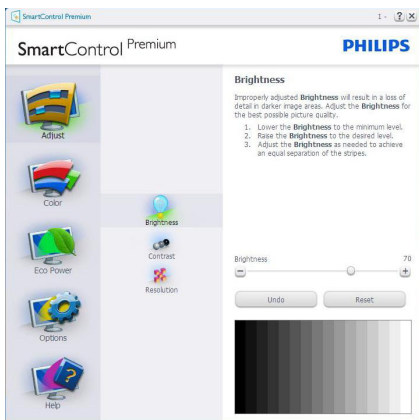 SmartControl Premium
1 - ? X
SmartControl Premium
PHILIPS
Adjust
Color
Eco Power
Options
Help
Brightness
Contrast
Resolution
Brightness
Improperly adjusted Brightness will result in a loss of
detail in darker image areas. Adjust the Brightness for
the best possible picture quality.
1. Lower the Brightness to the minimum level.
2. Raise the Brightness to the desired level.
3. Adjust the Brightness as needed to achieve
an equal separation of the stripes.
Brightness 70
Undo Reset